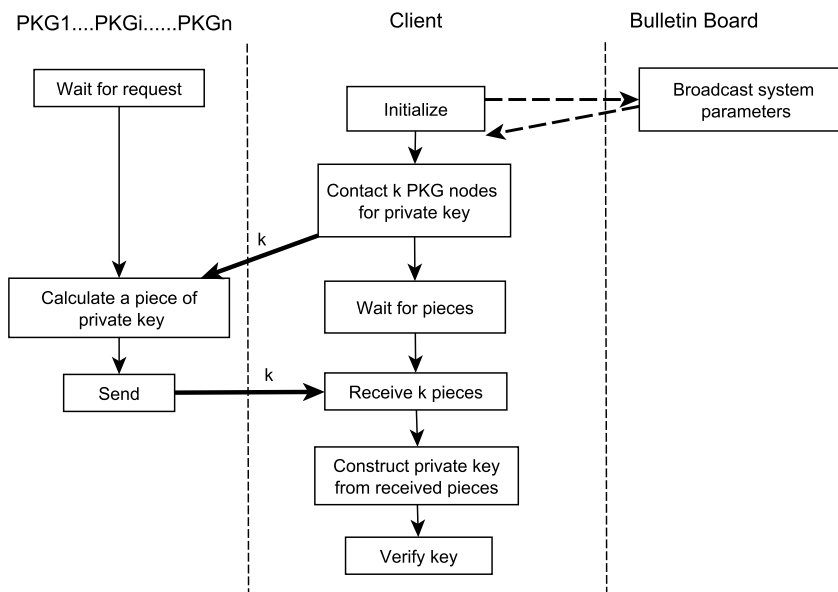 PKG1....PKGi......PKGn
Client
Bulletin Board
Wait for request
Initialize
Broadcast system
parameters
Contact k PKG nodes
for private key
k
Calculate a piece of
private key
Wait for pieces
Send
k
Receive k pieces
Construct private key
from received pieces
Verify key